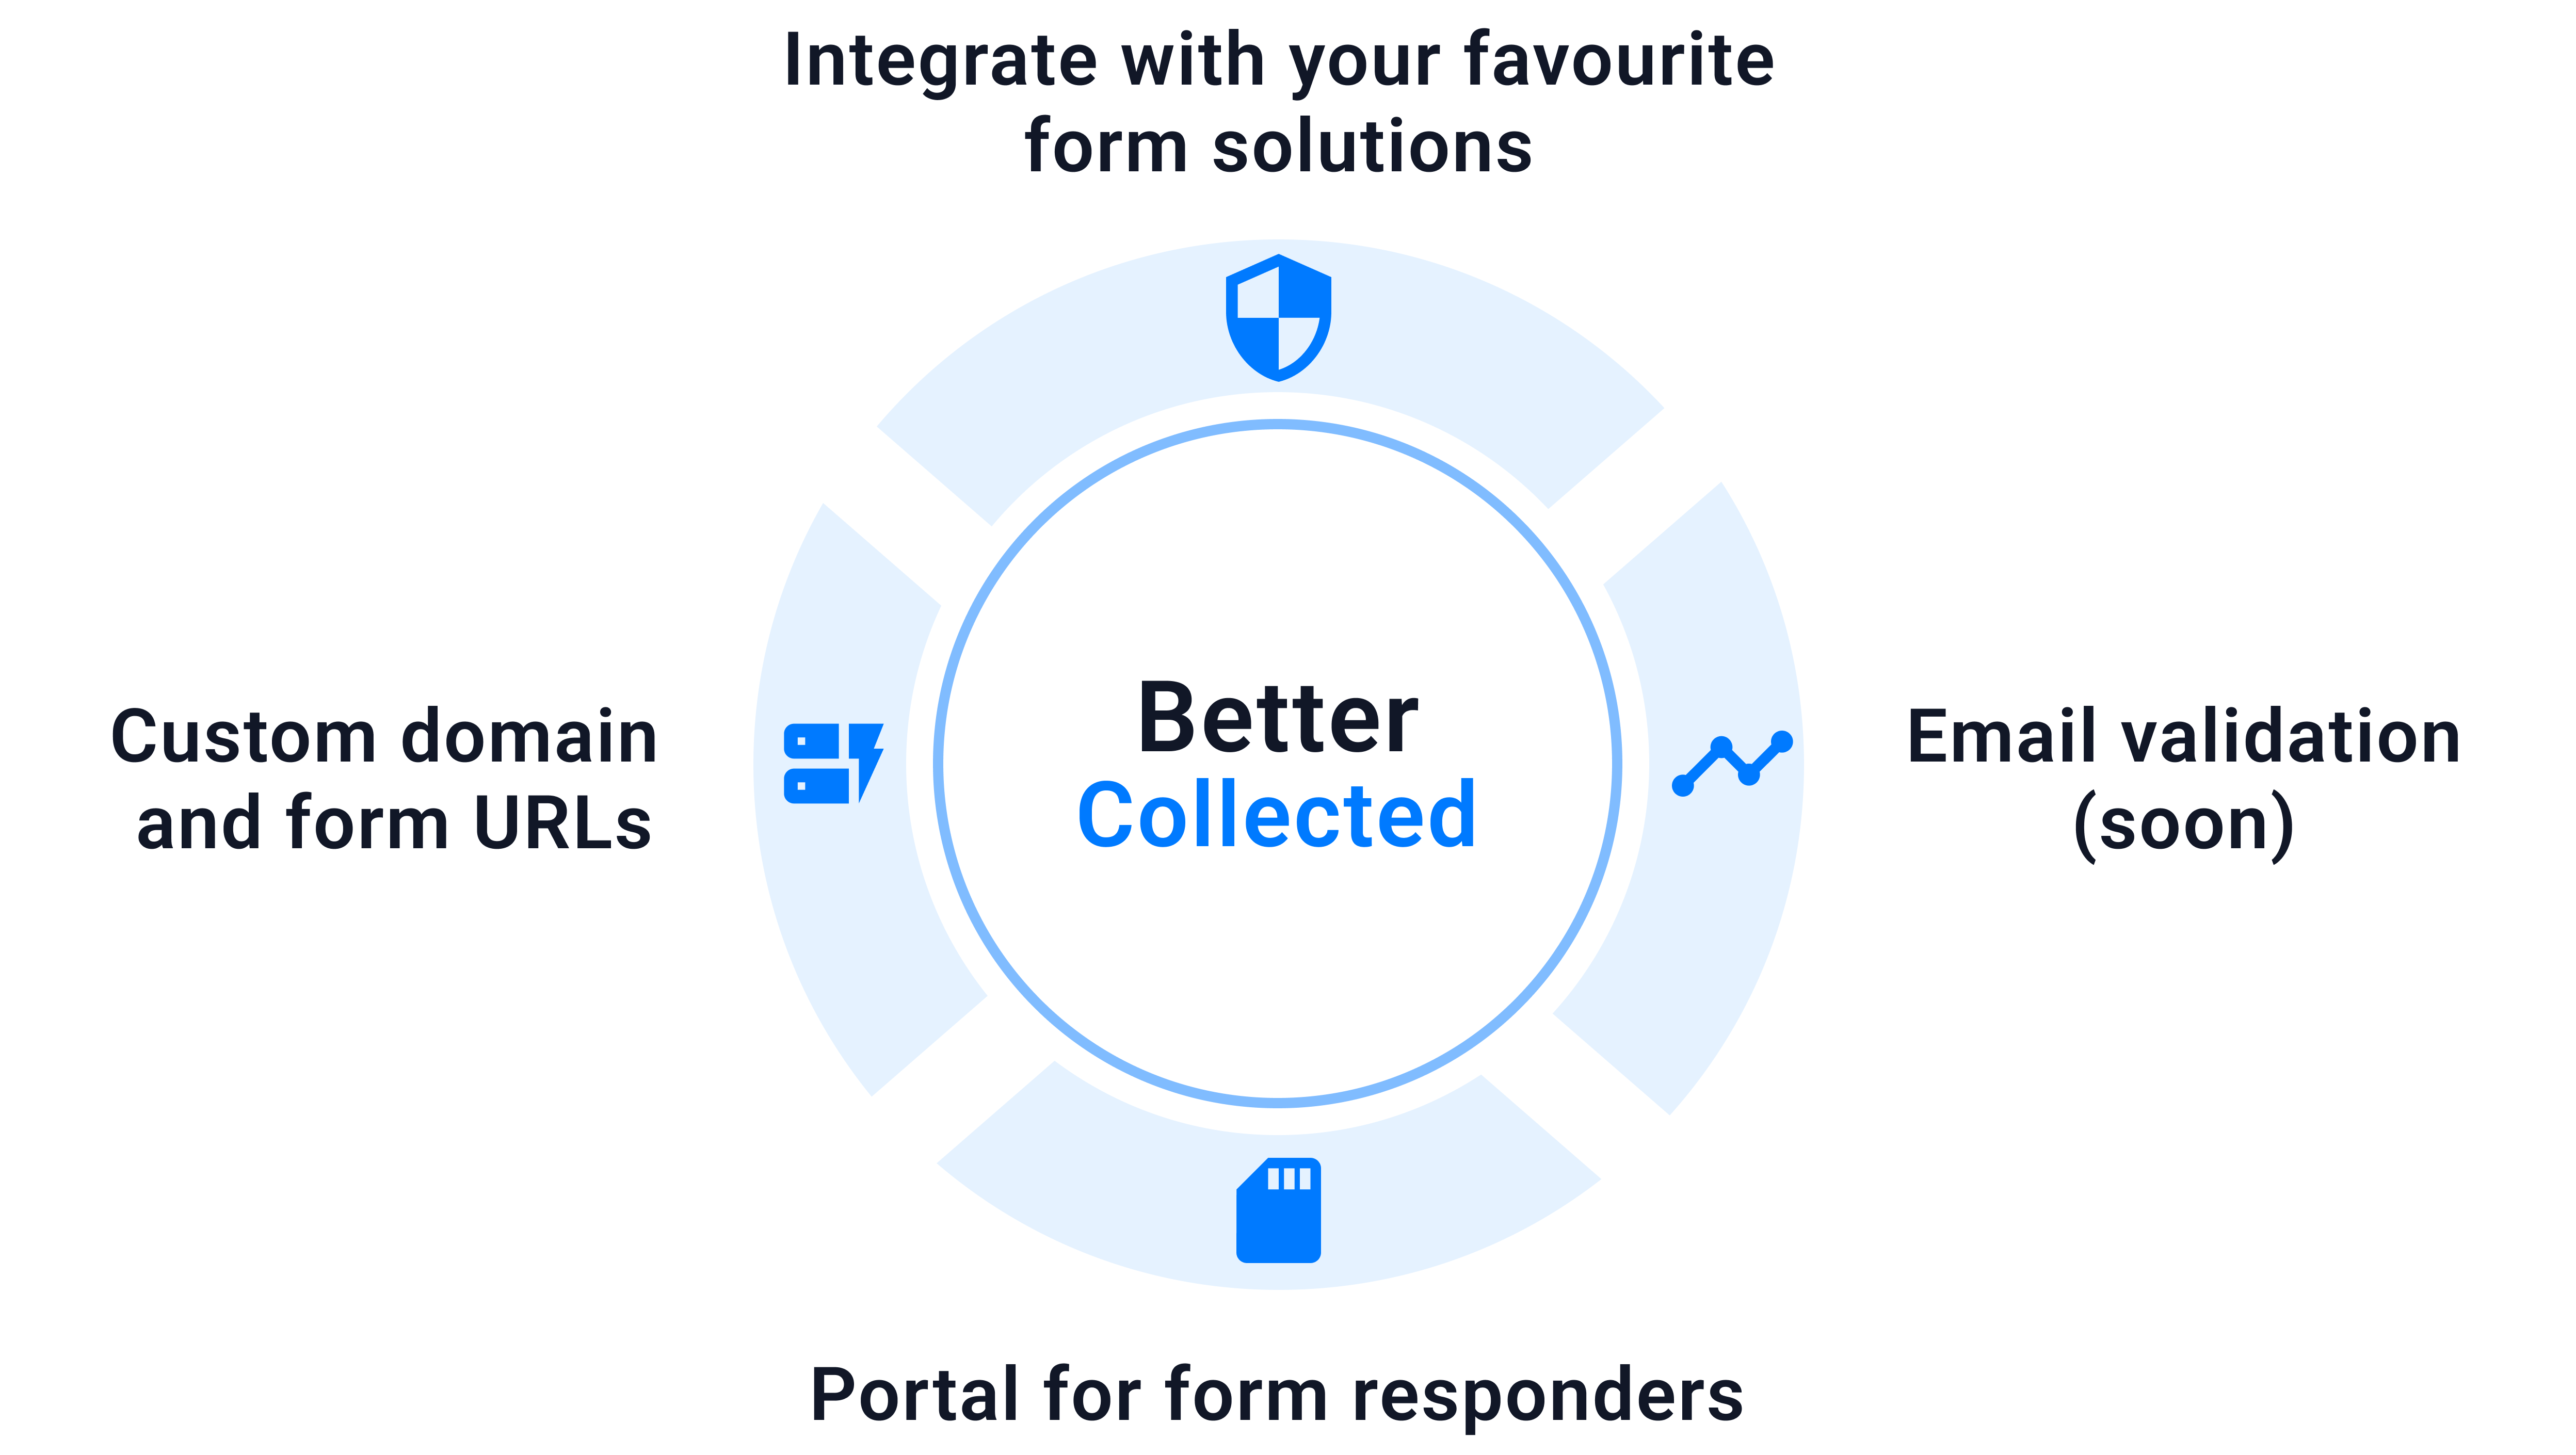 Integrate with your favourite
form solutions
Custom domain
and form URLs
Better
Collected
Email validation
(soon)
Portal for form responders